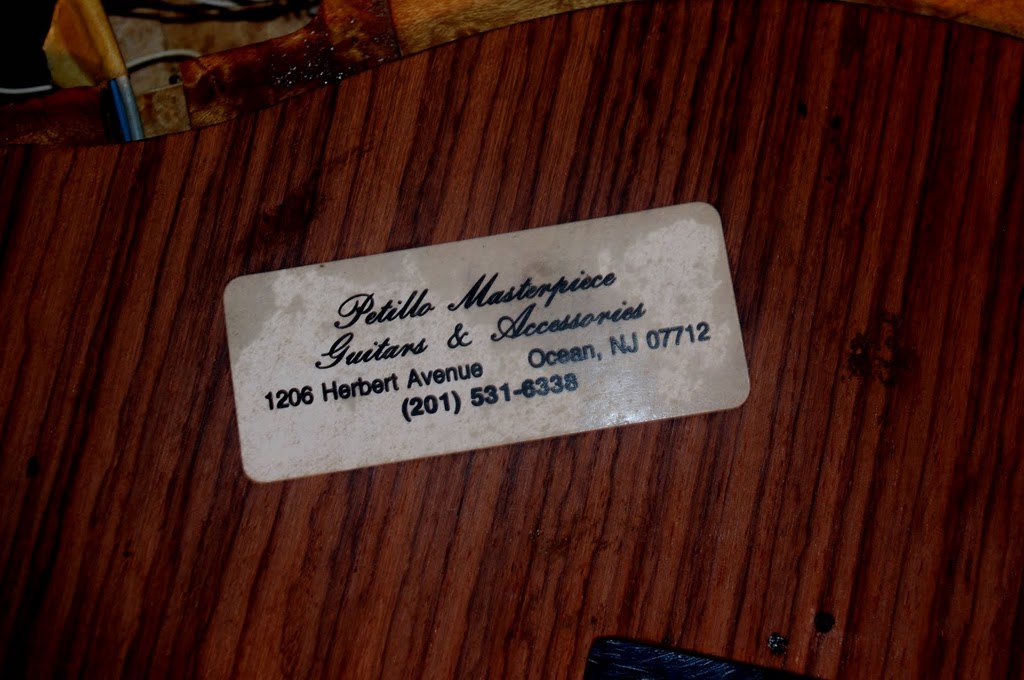 Petillo Masterpiece
Guitars & Accessories
1206 Herbert Avenue Ocean, NJ 07712
(201) 531-6338